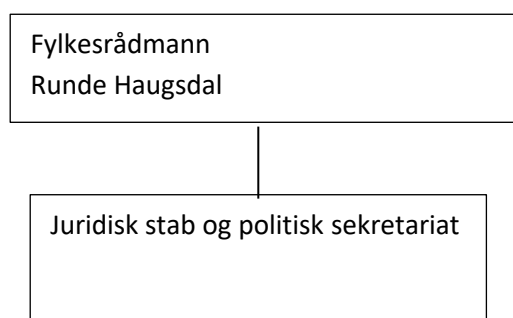 Fylkesrådmann
Runde Haugsdal
Juridisk stab og politisk sekretariat